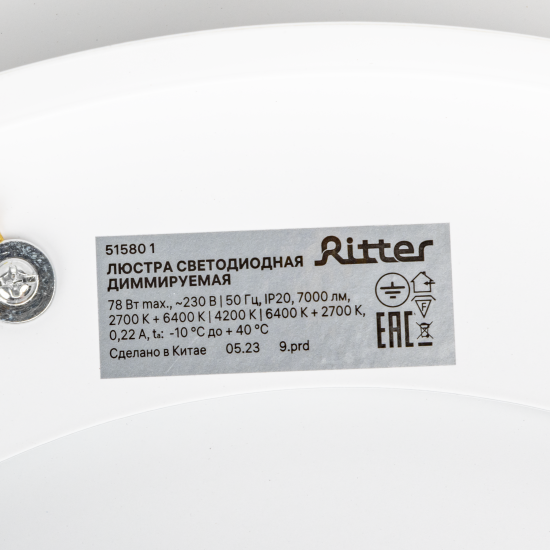 51580 1
Ritter
ЛЮСТРА СВЕТОДИОДНАЯ
ДИММИРУЕМАЯ
78 Вт max., ~230 В | 50 Гц, IP20, 7000 лм,
2700 К + 6400 К | 4200 К | 6400 К + 2700 К,
0,22 А, tₐ: -10 °C до + 40 °C
Сделано в Китае 05.23 9.prd
F
EAC